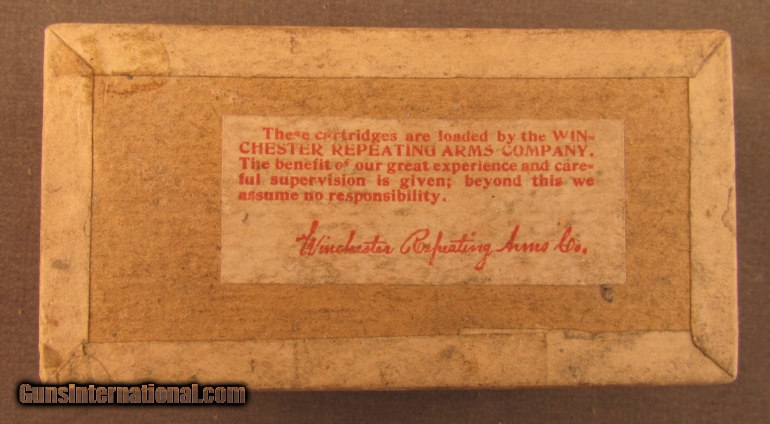 These cartridges are loaded by the WIN-
CHESTER REPEATING ARMS COMPANY.
The benefit of our great experience and care-
ful supervision is given; beyond this we
assume no responsibility.
Winchester Repeating Arms Co.
GunsInternational.com